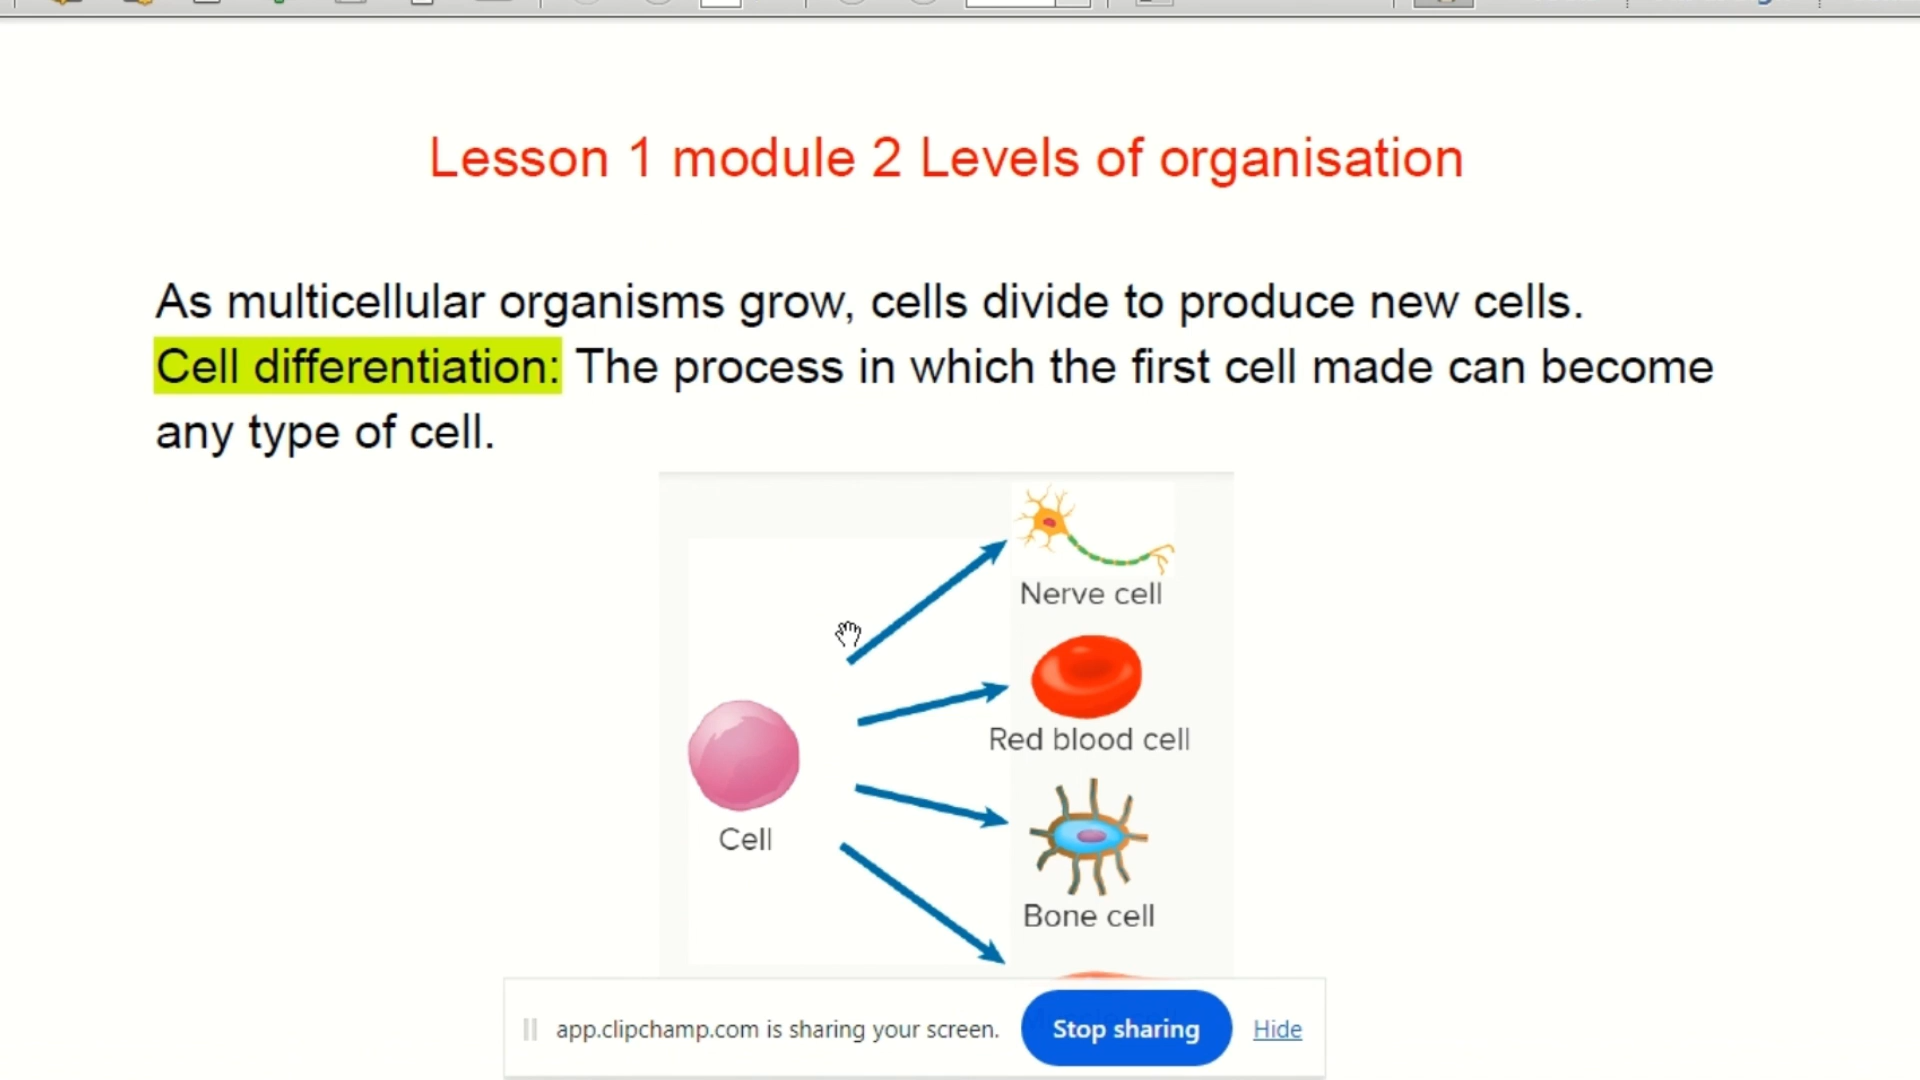 Lesson 1 module 2 Levels of organisation
As multicellular organisms grow, cells divide to produce new cells.
Cell differentiation: The process in which the first cell made can become
any type of cell.
Nerve cell
Red blood cell
Cell
Bone cell
app.clipchamp.com is sharing your screen. Stop sharing Hide